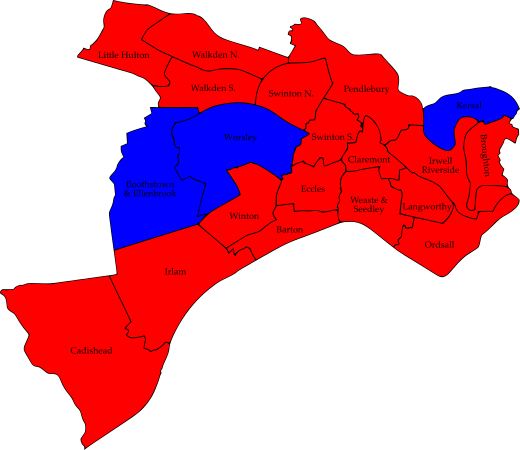 Little Hulton
Walkden N.
Walkden S.
Swinton N.
Pendlebury
Kersal
Worsley
Swinton S.
Claremont
Irwell
Riverside
Broughton
Boothstown
& Ellenbrook
Eccles
Weaste &
Seedley
Langworthy
Winton
Barton
Ordsall
Irlam
Cadishead